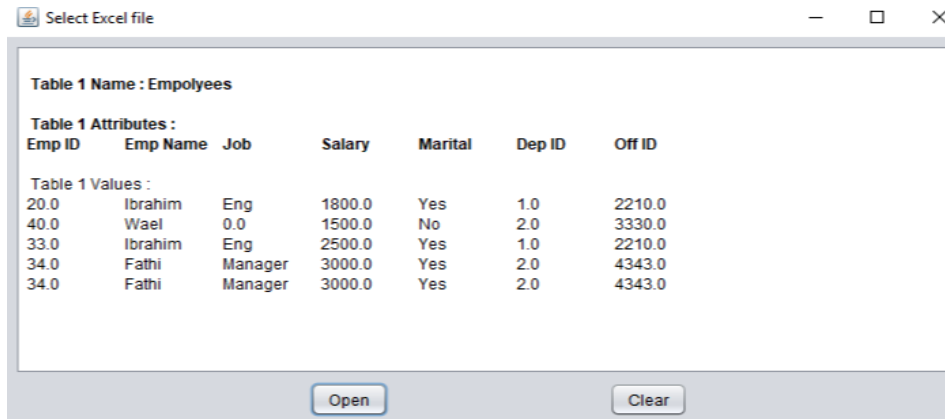 Select Excel file
Table 1 Name : Empolyees
Table 1 Attributes :
Emp ID Emp Name Job Salary Marital Dep ID Off ID
Table 1 Values :
20.0 Ibrahim Eng 1800.0 Yes 1.0 2210.0
40.0 Wael 0.0 1500.0 No 2.0 3330.0
33.0 Ibrahim Eng 2500.0 Yes 1.0 2210.0
34.0 Fathi Manager 3000.0 Yes 2.0 4343.0
34.0 Fathi Manager 3000.0 Yes 2.0 4343.0
Open Clear